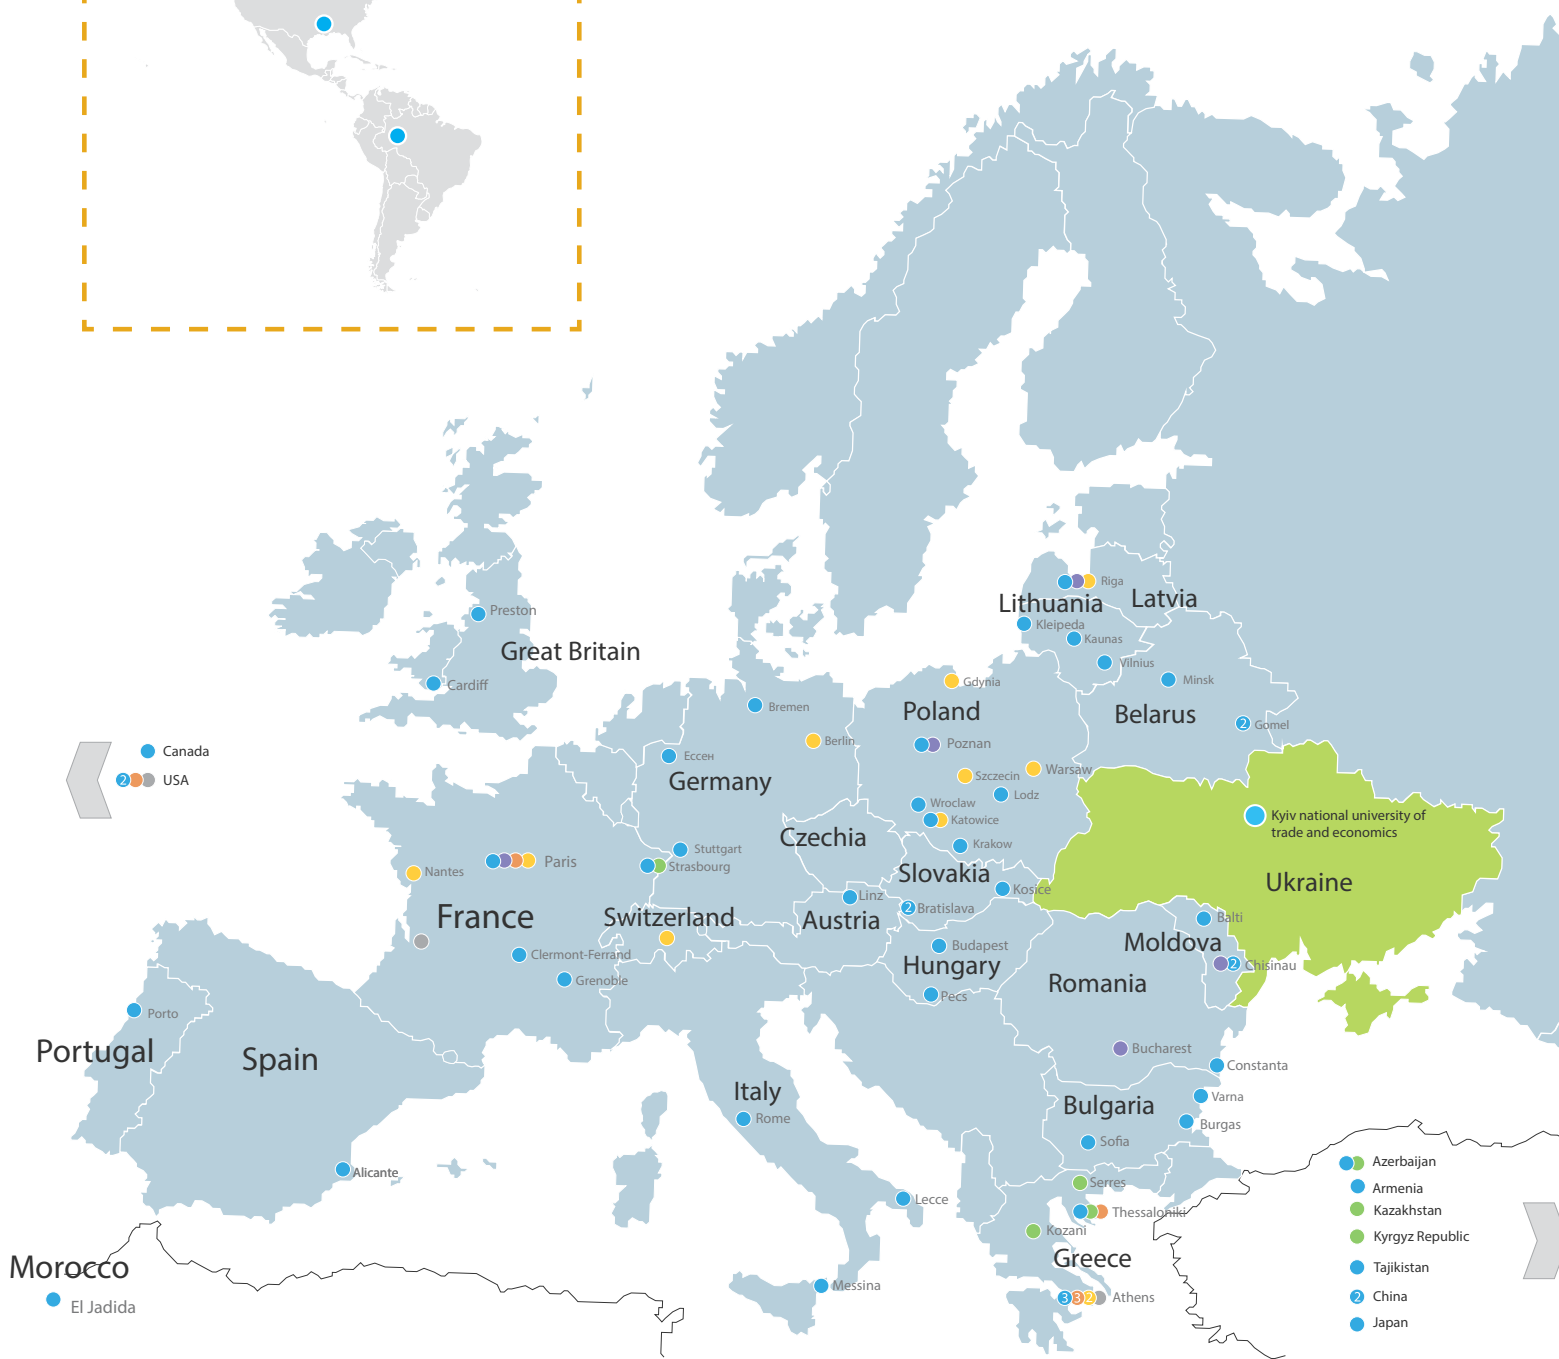 Riga
Lithuania
Latvia
Preston
Kleipeda
Kaunas
Great Britain
Vilnius
Minsk
Cardiff
Gdynia
Bremen
Poland
Belarus
2
Gomel
Berlin
Poznan
Canada
Ессен
Szczecin
Warsaw
2
USA
Germany
Lodz
Wroclaw
Katowice
Kyiv national university of
trade and economics
Czechia
Krakow
Stuttgart
Paris
Strasbourg
Nantes
Slovakia
Ukraine
Kosice
Linz
2
Bratislava
France
Switzerland
Austria
Balti
Moldova
Budapest
Clermont-Ferrand
Hungary
2
Chisinau
Grenoble
Romania
Pecs
Porto
Portugal
Spain
Bucharest
Constanta
Italy
Varna
Bulgaria
Rome
Burgas
Sofia
Alicante
Azerbaijan
Serres
Armenia
Lecce
Thessaloniki
Kazakhstan
Kozani
Kyrgyz Republic
Greece
Morocco
Tajikistan
Messina
El Jadida
3
3
2
Athens
2
China
Japan